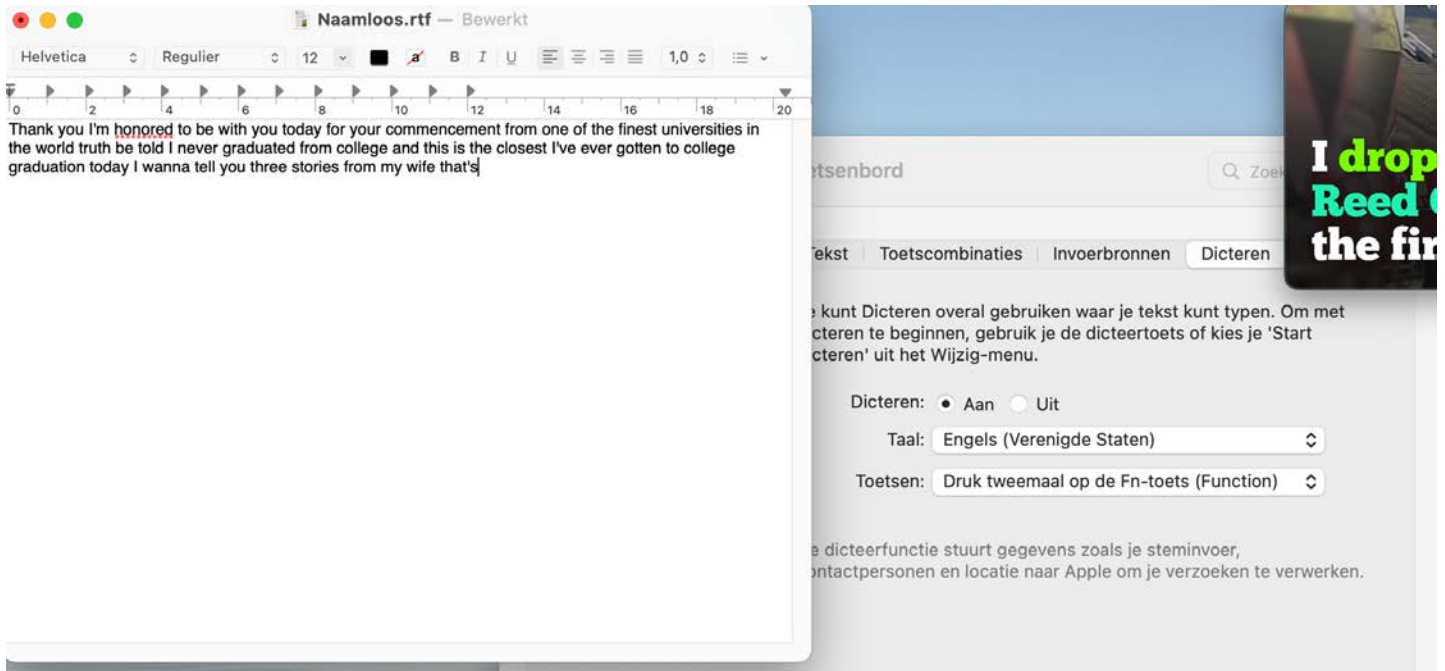 Naamloos.rtf — Bewerkt
Helvetica Regulier 12 a B I U 1,0
0 2 4 6 8 10 12 14 16 18 20
Thank you I'm honored to be with you today for your commencement from one of the finest universities in
the world truth be told I never graduated from college and this is the closest I've ever gotten to college
graduation today I wanna tell you three stories from my wife that's
etsenbord Zoek
Tekst Toetscombinaties Invoerbronnen Dicteren
e kunt Dicteren overal gebruiken waar je tekst kunt typen. Om met
cteren te beginnen, gebruik je de dicteertoets of kies je 'Start
cteren' uit het Wijzig-menu.
Dicteren: Aan Uit
Taal: Engels (Verenigde Staten)
Toetsen: Druk tweemaal op de Fn-toets (Function)
e dicteerfunctie stuurt gegevens zoals je steminvoer,
ontactpersonen en locatie naar Apple om je verzoeken te verwerken.
I drop
Reed
the fir